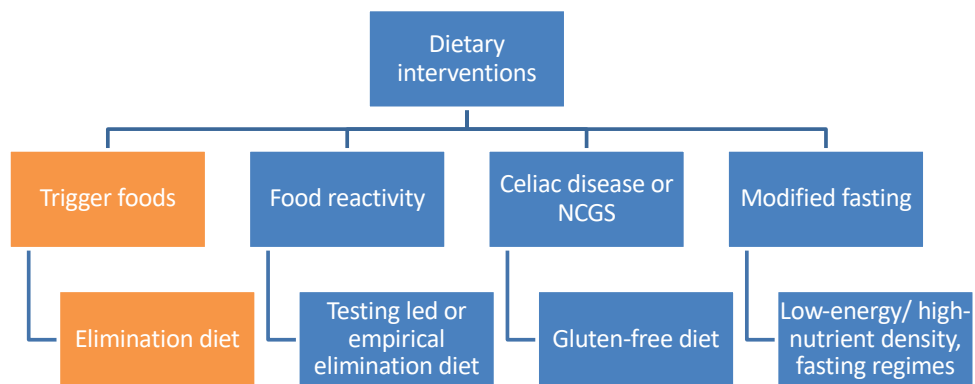 Dietary
interventions
Trigger foods
Food reactivity
Celiac disease or
NCGS
Modified fasting
Elimination diet
Testing led or
empirical
elimination diet
Gluten-free diet
Low-energy/ high-
nutrient density,
fasting regimes